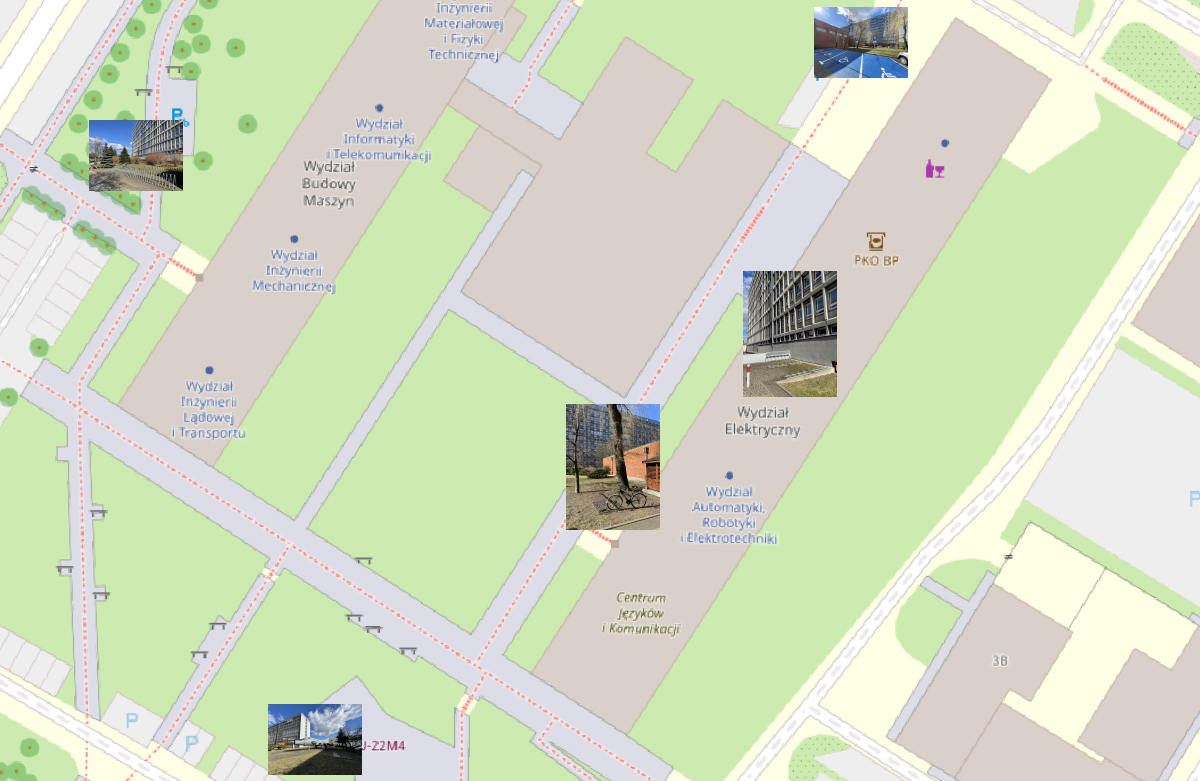 Inżynierii
Materiałowej
i Fizyki
Technicznej
P
Wydział
Informatyki
i Telekomunikacji
Wydział
Budowy
Maszyn
Wydział
Inżynierii
Mechanicznej
PKO BP
Wydział
Inżynierii
Lądowej
i Transportu
Wydział
Elektryczny
Wydział
Automatyki,
Robotyki
i Elektrotechniki
P
Centrum
Języków
i Komunikacji
3B
P
P
J-Z2M4